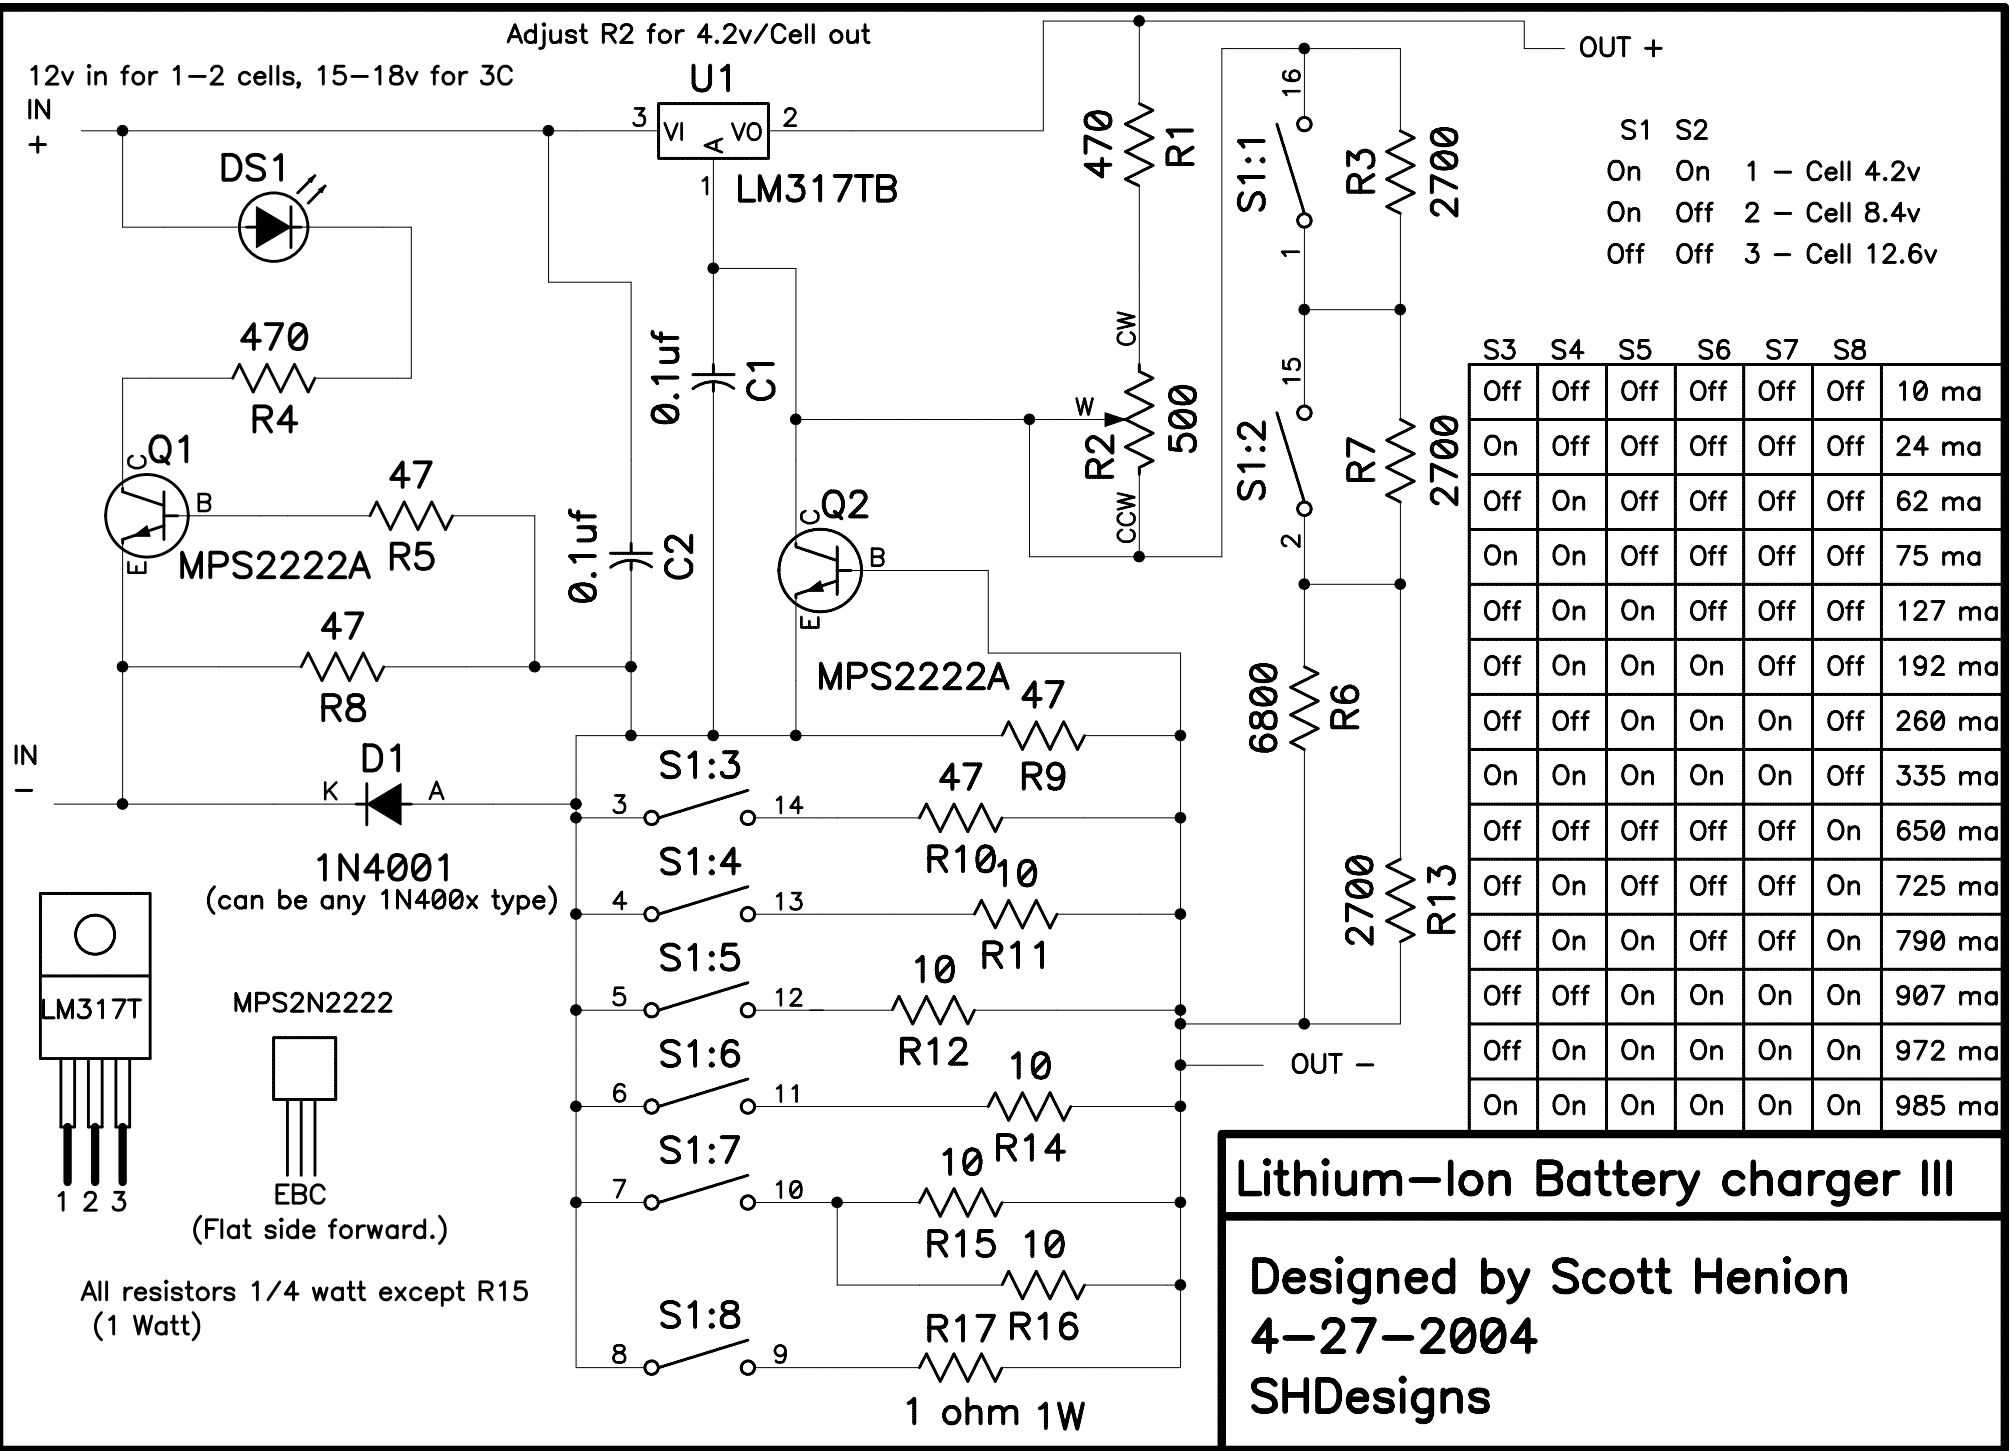 Adjust R2 for 4.2v/Cell out
OUT +
12v in for 1-2 cells, 15-18v for 3C
U1
IN
+
3
VI
VO
A
2
1
LM317TB
DS1
470
R4
Q1
C
B
E
MPS2222A
47
R5
47
R8
0.1uf
C1
0.1uf
C2
Q2
C
B
E
MPS2222A
470
R1
CW
W
R2
500
CCW
16
S1:1
1
R3
2700
15
S1:2
2
R7
2700
6800
R6
2700
R13
S1 S2
On On 1 - Cell 4.2v
On Off 2 - Cell 8.4v
Off Off 3 - Cell 12.6v
S3 S4 S5 S6 S7 S8
Off Off Off Off Off Off 10 ma
On Off Off Off Off Off 24 ma
Off On Off Off Off Off 62 ma
On On Off Off Off Off 75 ma
Off On On Off Off Off 127 ma
Off On On On Off Off 192 ma
Off Off On On On Off 260 ma
On On On On On Off 335 ma
Off Off Off Off Off On 650 ma
Off On Off Off Off On 725 ma
Off On On Off Off On 790 ma
Off Off On On On On 907 ma
Off On On On On On 972 ma
On On On On On On 985 ma
IN
-
D1
K
A
1N4001
(can be any 1N400x type)
47
R9
S1:3
3
14
47
R10
S1:4
4
13
10
R11
S1:5
5
12
10
R12
OUT -
S1:6
6
11
10
R14
S1:7
7
10
10
R15
10
R16
S1:8
8
9
R17
1 ohm 1W
LM317T
1 2 3
MPS2N2222
EBC
(Flat side forward.)
All resistors 1/4 watt except R15
(1 Watt)
Lithium-Ion Battery charger III
Designed by Scott Henion
4-27-2004
SHDesigns